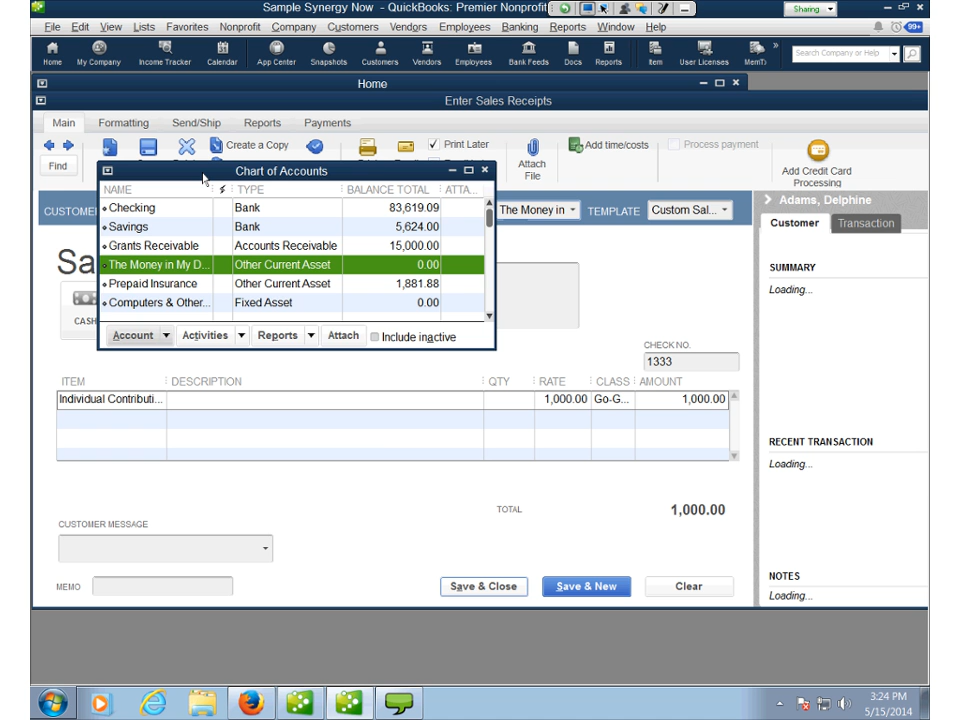 Sample Synergy Now - QuickBooks: Premier Nonprofit
Sharing
File Edit View Lists Favorites Nonprofit Company Customers Vendors Employees Banking Reports Window Help
99+
Home My Company Income Tracker Calendar App Center Snapshots Customers Vendors Employees Bank Feeds Docs Reports Item User Licenses MemTx
Search Company or Help
Home
Enter Sales Receipts
Main Formatting Send/Ship Reports Payments
Find
Create a Copy
Print Later
Attach File
Add time/costs
Process payment
Add Credit Card Processing
Chart of Accounts
NAME TYPE BALANCE TOTAL ATTA...
Checking Bank 83,619.09
Savings Bank 5,624.00
Grants Receivable Accounts Receivable 15,000.00
The Money in My D... Other Current Asset 0.00
Prepaid Insurance Other Current Asset 1,881.88
Computers & Other... Fixed Asset 0.00
Account Activities Reports Attach Include inactive
CUSTOME
The Money in
TEMPLATE Custom Sal...
Sa
CASH
CHECK NO.
1333
ITEM DESCRIPTION QTY RATE CLASS AMOUNT
Individual Contributi... 1,000.00 Go-G... 1,000.00
TOTAL 1,000.00
CUSTOMER MESSAGE
MEMO
Save & Close Save & New Clear
Adams, Delphine
Customer Transaction
SUMMARY
Loading...
RECENT TRANSACTION
Loading...
NOTES
Loading...
3:24 PM
5/15/2014